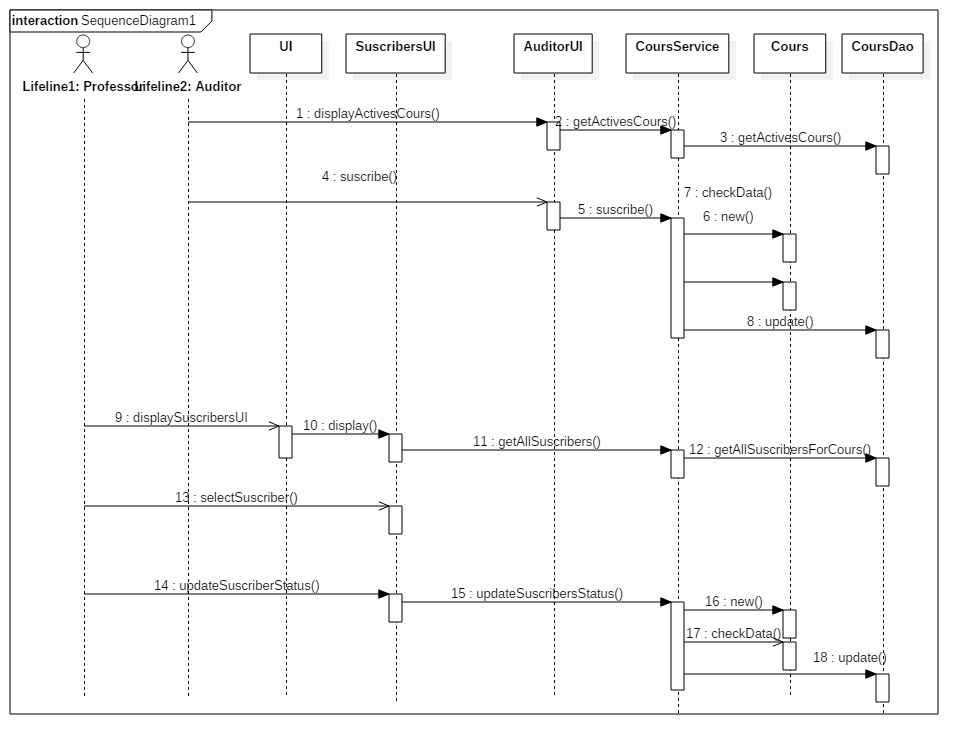 interaction SequenceDiagram1
UI
SuscribersUI
AuditorUI
CoursService
Cours
CoursDao
Lifeline1: Professor
Lifeline2: Auditor
1 : displayActivesCours()
2 : getActivesCours()
3 : getActivesCours()
4 : suscribe()
7 : checkData()
5 : suscribe()
6 : new()
8 : update()
9 : displaySuscribersUI
10 : display()
11 : getAllSuscribers()
12 : getAllSuscribersForCours()
13 : selectSuscriber()
14 : updateSuscriberStatus()
15 : updateSuscribersStatus()
16 : new()
17 : checkData()
18 : update()